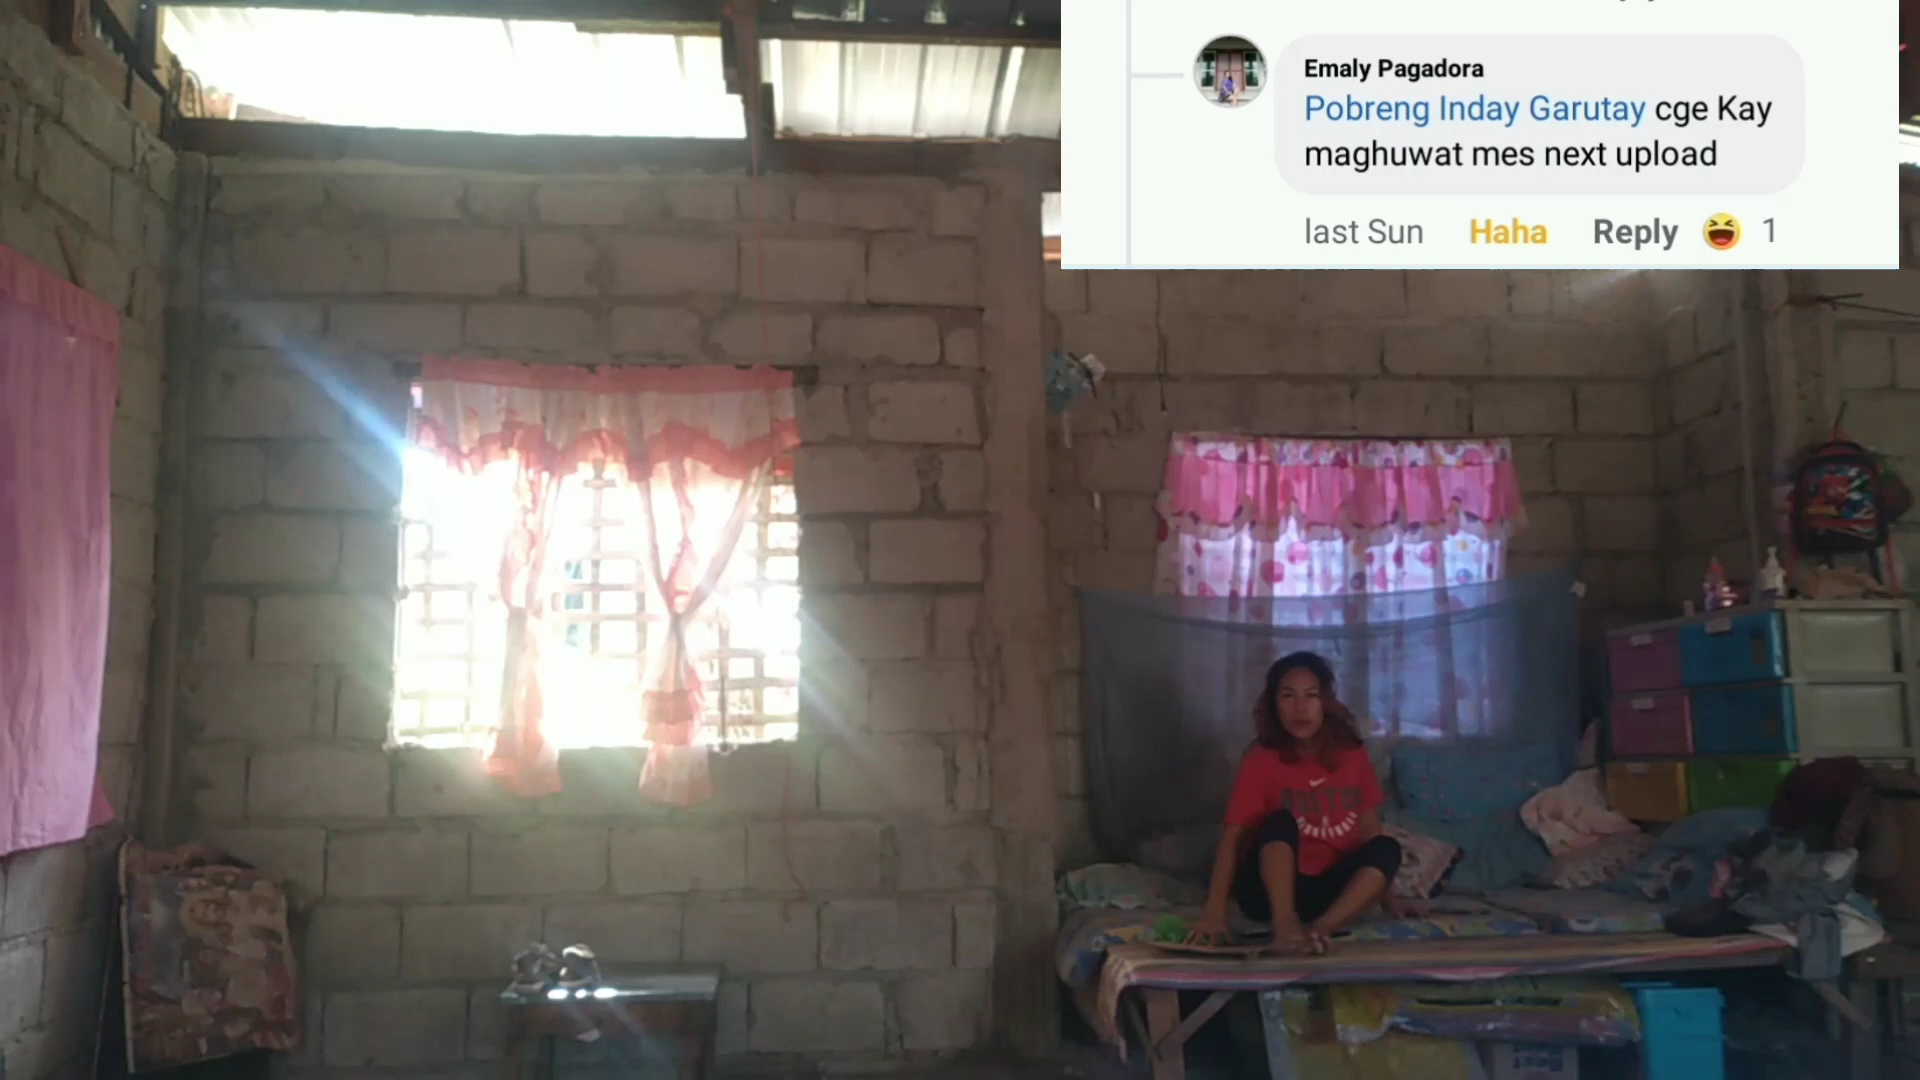 Emaly Pagadora
Pobreng Inday Garutay cge Kay
maghuwat mes next upload
last Sun Haha Reply 1